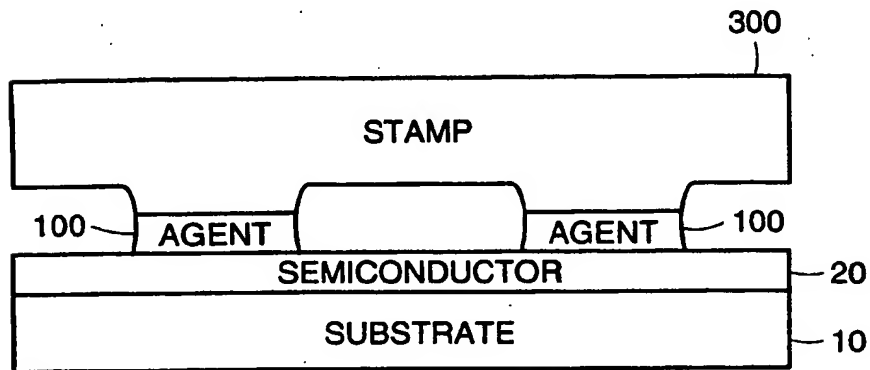 300
STAMP
100 AGENT AGENT 100
SEMICONDUCTOR 20
SUBSTRATE 10